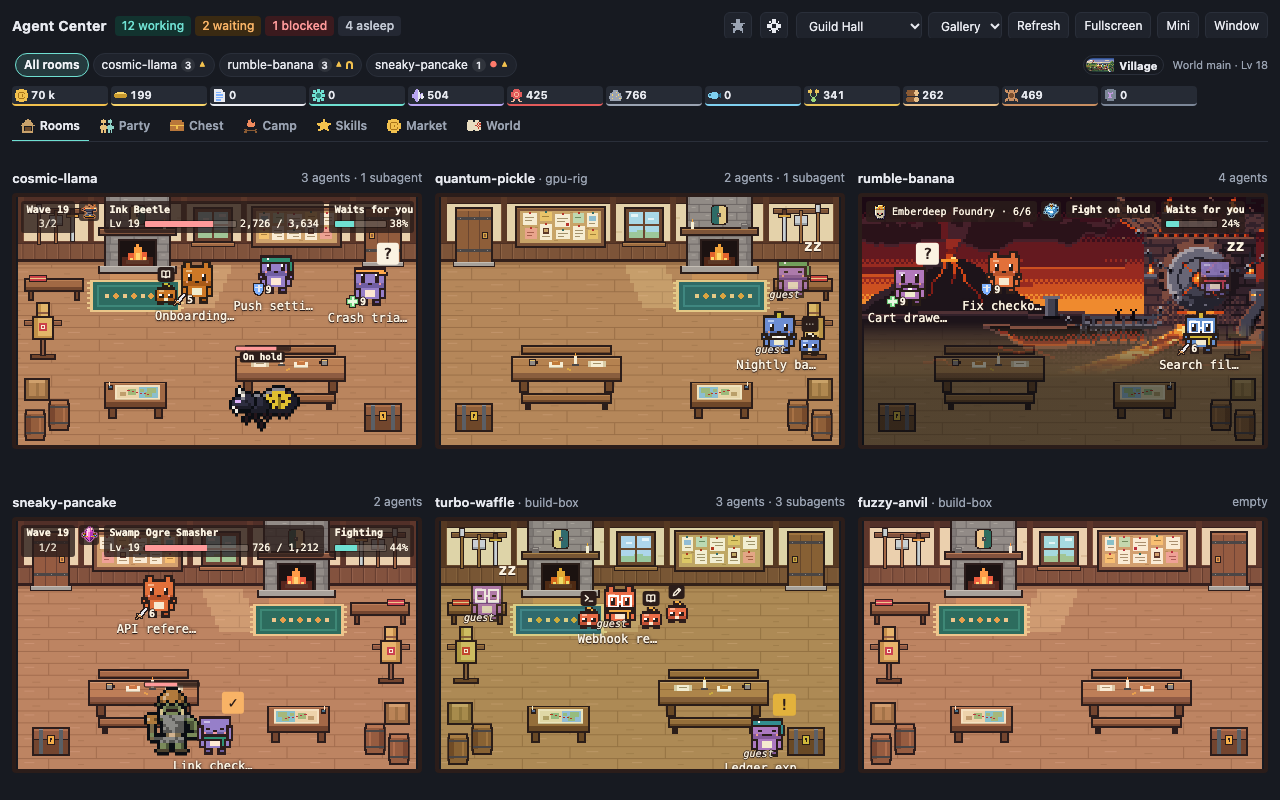 Agent Center 12 working 2 waiting 1 blocked 4 asleep Guild Hall Gallery Refresh Fullscreen Mini Window
All rooms cosmic-llama 3 rumble-banana 3 sneaky-pancake 1 Village World main · Lv 18
70 k 199 0 0 504 425 766 0 341 262 469 0
Rooms Party Chest Camp Skills Market World
cosmic-llama 3 agents · 1 subagent
Wave 19 Ink Beetle Waits for you
3/2 Lv 19 2,726 / 3,634 38%
?
5 9 9
Onboarding… Push setti… Crash tria…
On hold
quantum-pickle · gpu-rig 2 agents · 1 subagent
zz
guest
guest
Nightly ba…
rumble-banana 4 agents
Emberdeep Foundry · 6/6 Fight on hold Waits for you
24%
? zz
9 9
Cart drawe… Fix checko…
6
Search fil…
sneaky-pancake 2 agents
Wave 19 Swamp Ogre Smasher Fighting
1/2 Lv 19 726 / 1,212 44%
6
API refere…
✓
Link check…
turbo-waffle · build-box 3 agents · 3 subagents
zz
guest guest
Webhook re…
!
guest
Ledger exp…
fuzzy-anvil · build-box empty